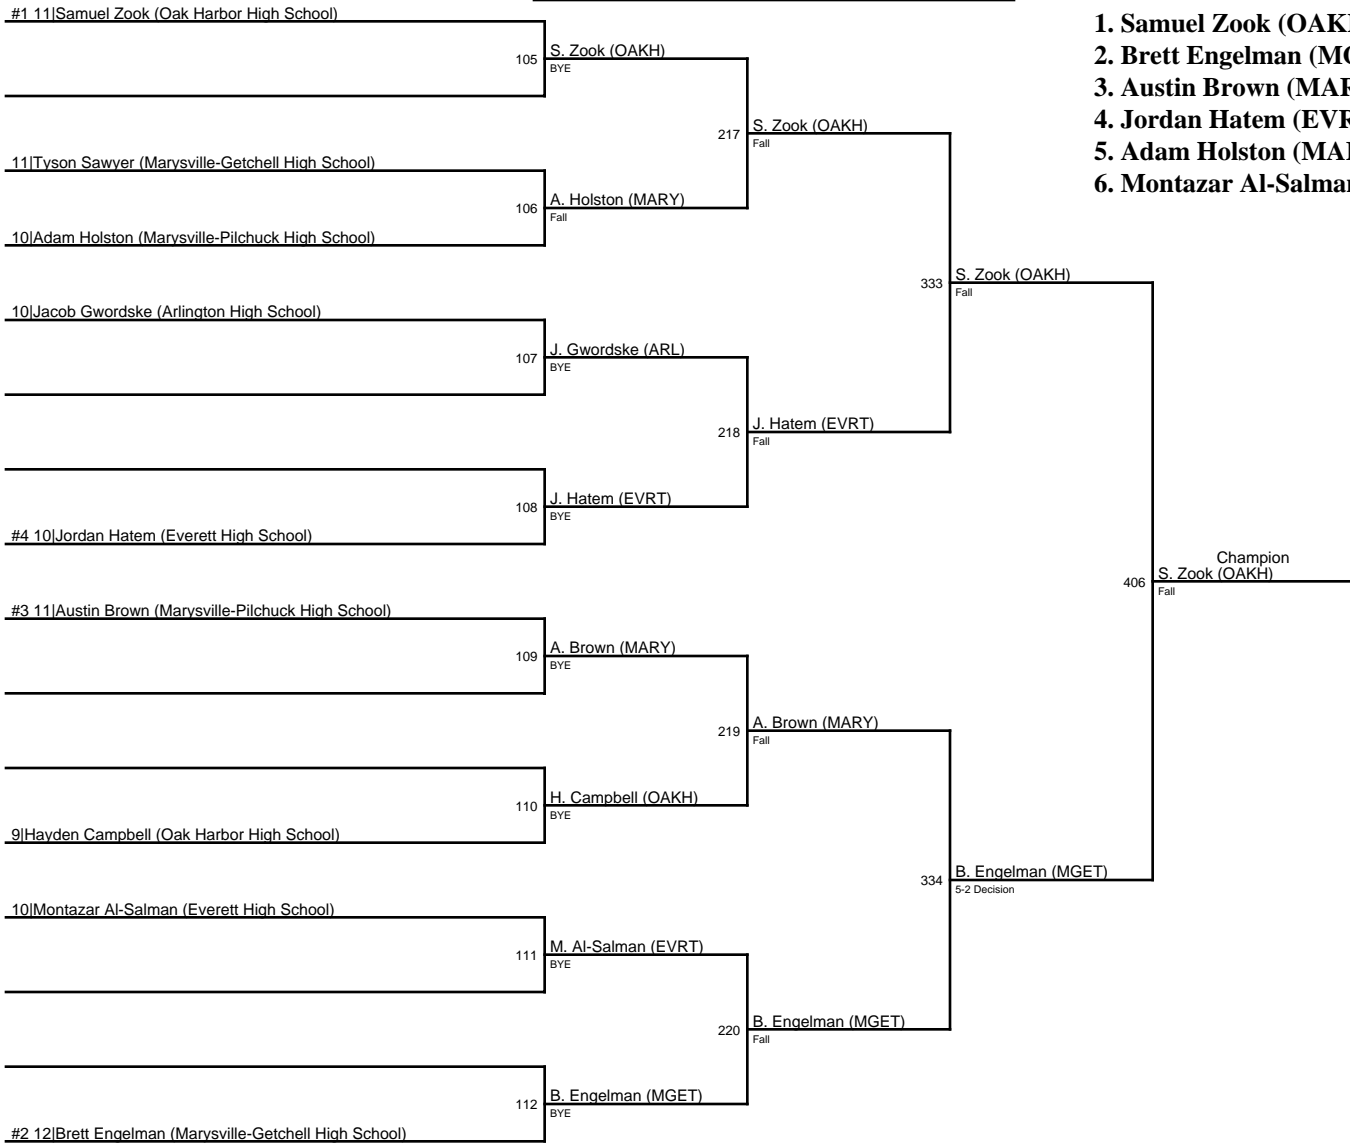 #1 11|Samuel Zook (Oak Harbor High School)
105
S. Zook (OAKH)
BYE
217
S. Zook (OAKH)
Fall
11|Tyson Sawyer (Marysville-Getchell High School)
106
A. Holston (MARY)
Fall
10|Adam Holston (Marysville-Pilchuck High School)
333
S. Zook (OAKH)
Fall
10|Jacob Gwordske (Arlington High School)
107
J. Gwordske (ARL)
BYE
218
J. Hatem (EVRT)
Fall
108
J. Hatem (EVRT)
BYE
#4 10|Jordan Hatem (Everett High School)
406
Champion
S. Zook (OAKH)
Fall
#3 11|Austin Brown (Marysville-Pilchuck High School)
109
A. Brown (MARY)
BYE
219
A. Brown (MARY)
Fall
110
H. Campbell (OAKH)
BYE
9|Hayden Campbell (Oak Harbor High School)
334
B. Engelman (MGET)
5-2 Decision
10|Montazar Al-Salman (Everett High School)
111
M. Al-Salman (EVRT)
BYE
220
B. Engelman (MGET)
Fall
112
B. Engelman (MGET)
BYE
#2 12|Brett Engelman (Marysville-Getchell High School)
1. Samuel Zook
2. Brett Engelman
3. Austin Brown
4. Jordan Hatem
5. Adam Holston
6. Montazar